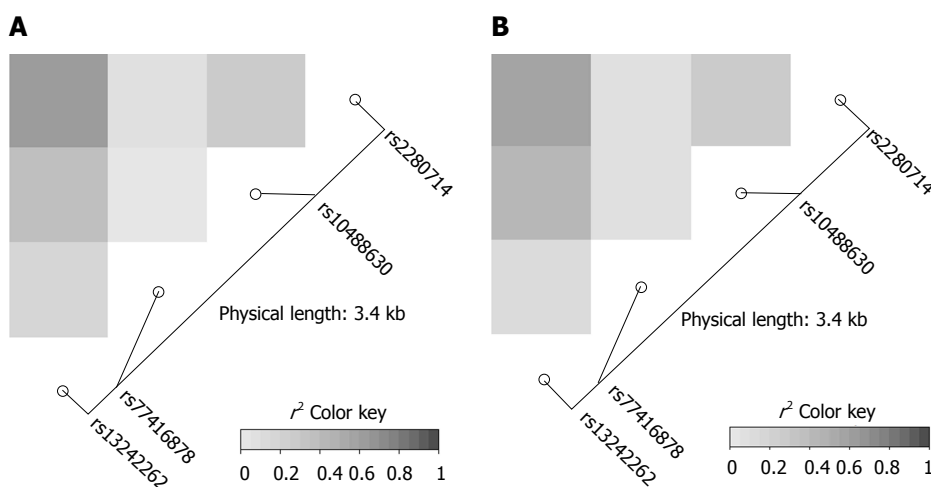 A
rs2280714
rs10488630
Physical length: 3.4 kb
rs77416878
rs13242262
r² Color key
0 0.2 0.4 0.6 0.8 1
B
rs2280714
rs10488630
Physical length: 3.4 kb
rs77416878
rs13242262
r² Color key
0 0.2 0.4 0.6 0.8 1